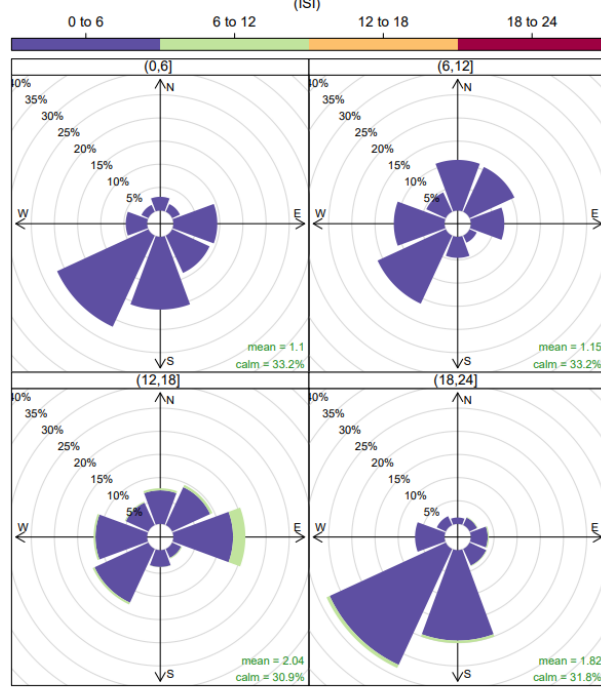 (ISI)
0 to 6 6 to 12 12 to 18 18 to 24
(0,6] (6,12]
40% 40%
35% 35%
30% 30%
25% 25%
20% 20%
15% 15%
10% 10%
5% 5%
N N
W E W E
S S
mean = 1.1 mean = 1.15
calm = 33.2% calm = 33.2%
(12,18] (18,24]
40% 40%
35% 35%
30% 30%
25% 25%
20% 20%
15% 15%
10% 10%
5% 5%
N N
W E W E
S S
mean = 2.04 mean = 1.82
calm = 30.9% calm = 31.8%